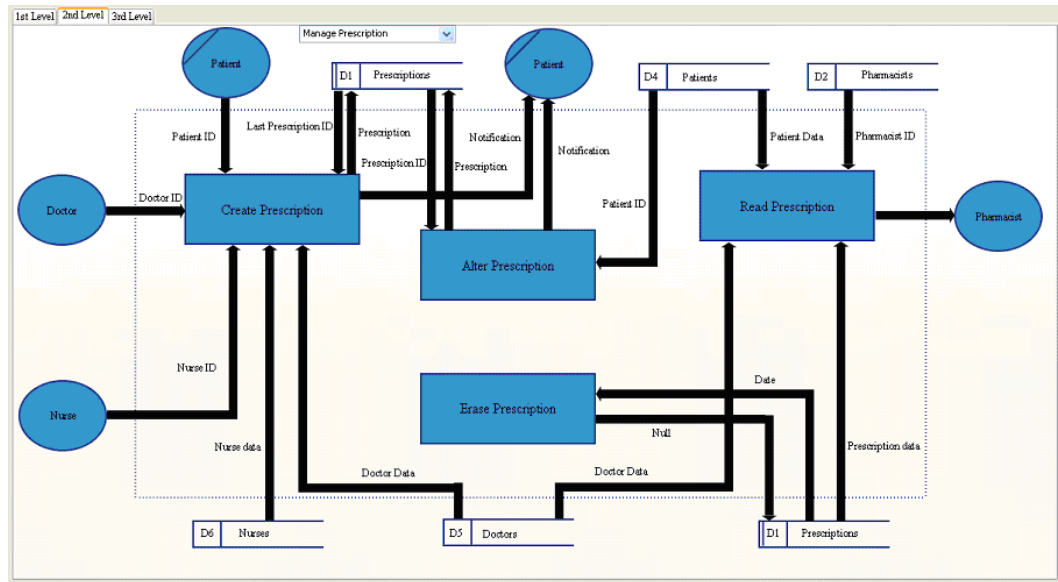 1st Level 2nd Level 3rd Level
Manage Prescription
Patient
D1 Prescriptions
Patient
D4 Patients
D2 Pharmacists
Patient ID
Last Prescription ID
Prescription
Prescription ID
Notification
Prescription
Notification
Patient Data
Pharmacist ID
Doctor
Doctor ID
Create Prescription
Patient ID
Read Prescription
Pharmacist
Alter Prescription
Nurse ID
Date
Nurse
Erase Prescription
Null
Nurse data
Prescription data
Doctor Data
Doctor Data
D6 Nurses
D5 Doctors
D1 Prescriptions